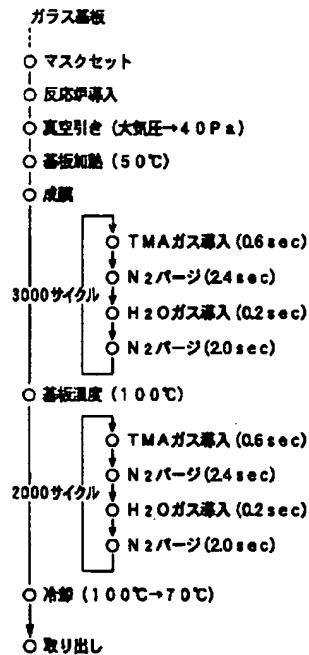 ガラス基板
マスクセット
反応炉導入
真空引き (大気圧→40Pa)
基板加熱 (50℃)
成膜
TMAガス導入 (0.6sec)
N2パージ (2.4sec)
3000サイクル
H2Oガス導入 (0.2sec)
N2パージ (2.0sec)
基板温度 (100℃)
TMAガス導入 (0.6sec)
N2パージ (2.4sec)
2000サイクル
H2Oガス導入 (0.2sec)
N2パージ (2.0sec)
冷却 (100℃→70℃)
取り出し